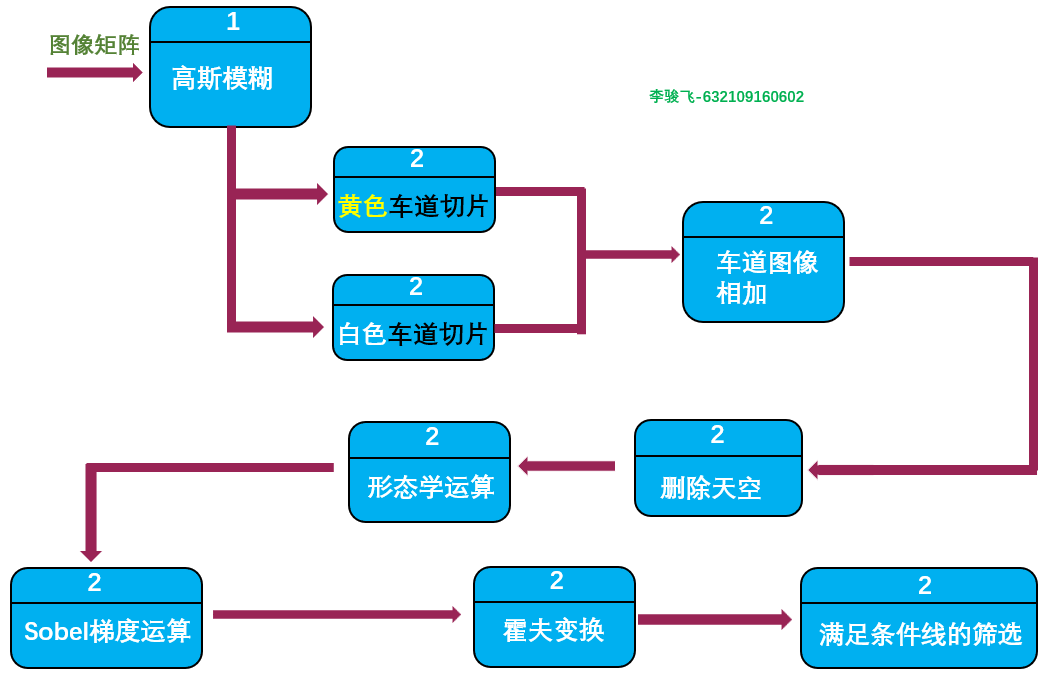 图像矩阵
1
高斯模糊
李骏飞-632109160602
2
黄色车道切片
2
白色车道切片
2
车道图像
相加
2
删除天空
2
形态学运算
2
Sobel梯度运算
2
霍夫变换
2
满足条件线的筛选